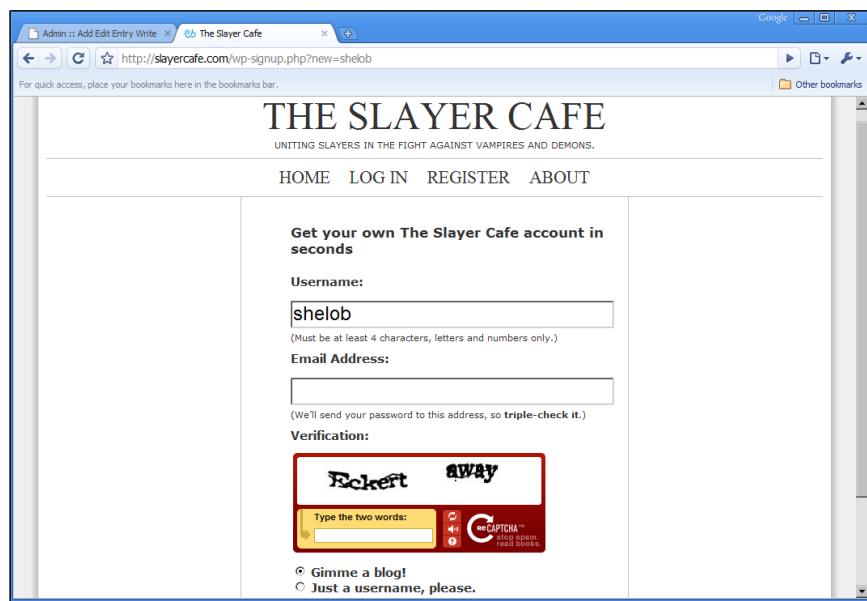 Google
Admin :: Add Edit Entry Write
The Slayer Cafe
http://slayercafe.com/wp-signup.php?new=shelob
For quick access, place your bookmarks here in the bookmarks bar.
Other bookmarks
THE SLAYER CAFE
UNITING SLAYERS IN THE FIGHT AGAINST VAMPIRES AND DEMONS.
HOME LOG IN REGISTER ABOUT
Get your own The Slayer Cafe account in
seconds
Username:
shelob
(Must be at least 4 characters, letters and numbers only.)
Email Address:
(We'll send your password to this address, so triple-check it.)
Verification:
Eckert away
Type the two words:
reCAPTCHA™
stop spam.
read books.
Gimme a blog!
Just a username, please.